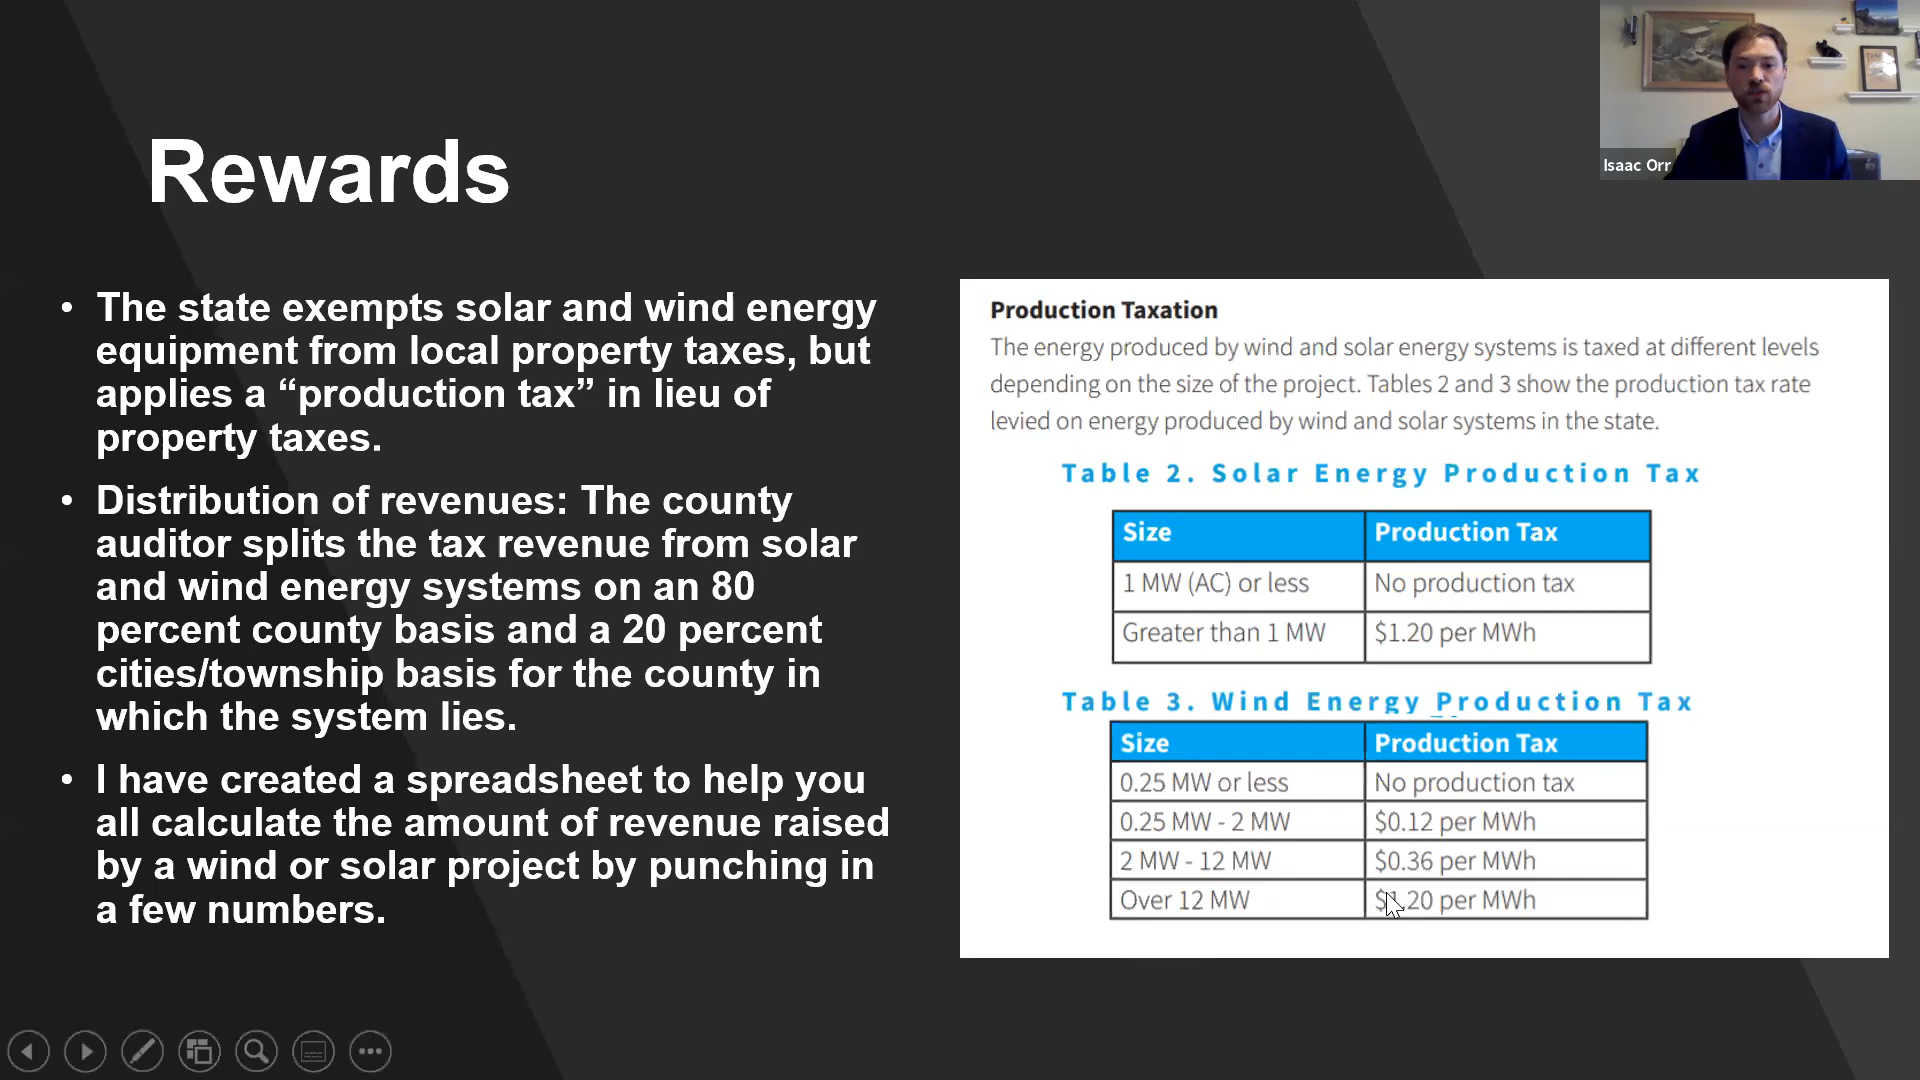 Rewards
• The state exempts solar and wind energy
equipment from local property taxes, but
applies a “production tax” in lieu of
property taxes.
• Distribution of revenues: The county
auditor splits the tax revenue from solar
and wind energy systems on an 80
percent county basis and a 20 percent
cities/township basis for the county in
which the system lies.
• I have created a spreadsheet to help you
all calculate the amount of revenue raised
by a wind or solar project by punching in
a few numbers.
Isaac Orr
Production Taxation
The energy produced by wind and solar energy systems is taxed at different levels
depending on the size of the project. Tables 2 and 3 show the production tax rate
levied on energy produced by wind and solar systems in the state.
Table 2. Solar Energy Production Tax
Size Production Tax
1 MW (AC) or less No production tax
Greater than 1 MW $1.20 per MWh
Table 3. Wind Energy Production Tax
Size Production Tax
0.25 MW or less No production tax
0.25 MW - 2 MW $0.12 per MWh
2 MW - 12 MW $0.36 per MWh
Over 12 MW $1.20 per MWh